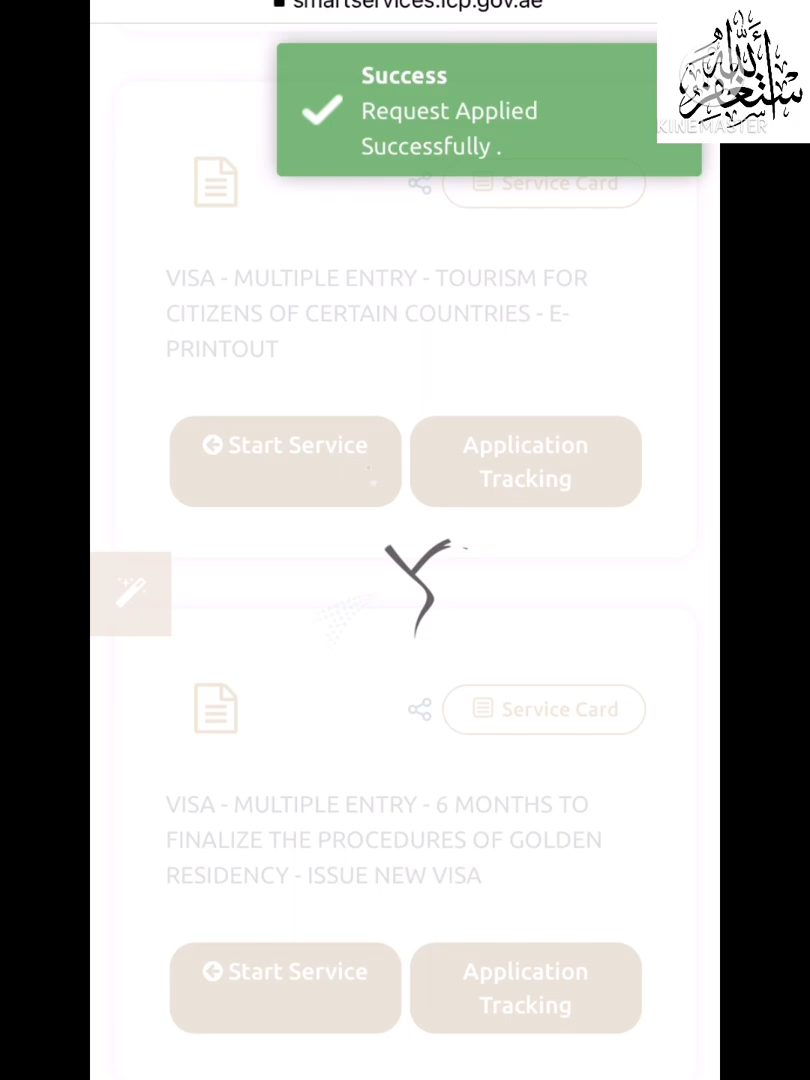 smartservices.icp.gov.ae
Success
Request Applied
Successfully .
أستغفر الله
KINEMASTER
Service Card
VISA - MULTIPLE ENTRY - TOURISM FOR
CITIZENS OF CERTAIN COUNTRIES - E-
PRINTOUT
Start Service
Application
Tracking
Service Card
VISA - MULTIPLE ENTRY - 6 MONTHS TO
FINALIZE THE PROCEDURES OF GOLDEN
RESIDENCY - ISSUE NEW VISA
Start Service
Application
Tracking